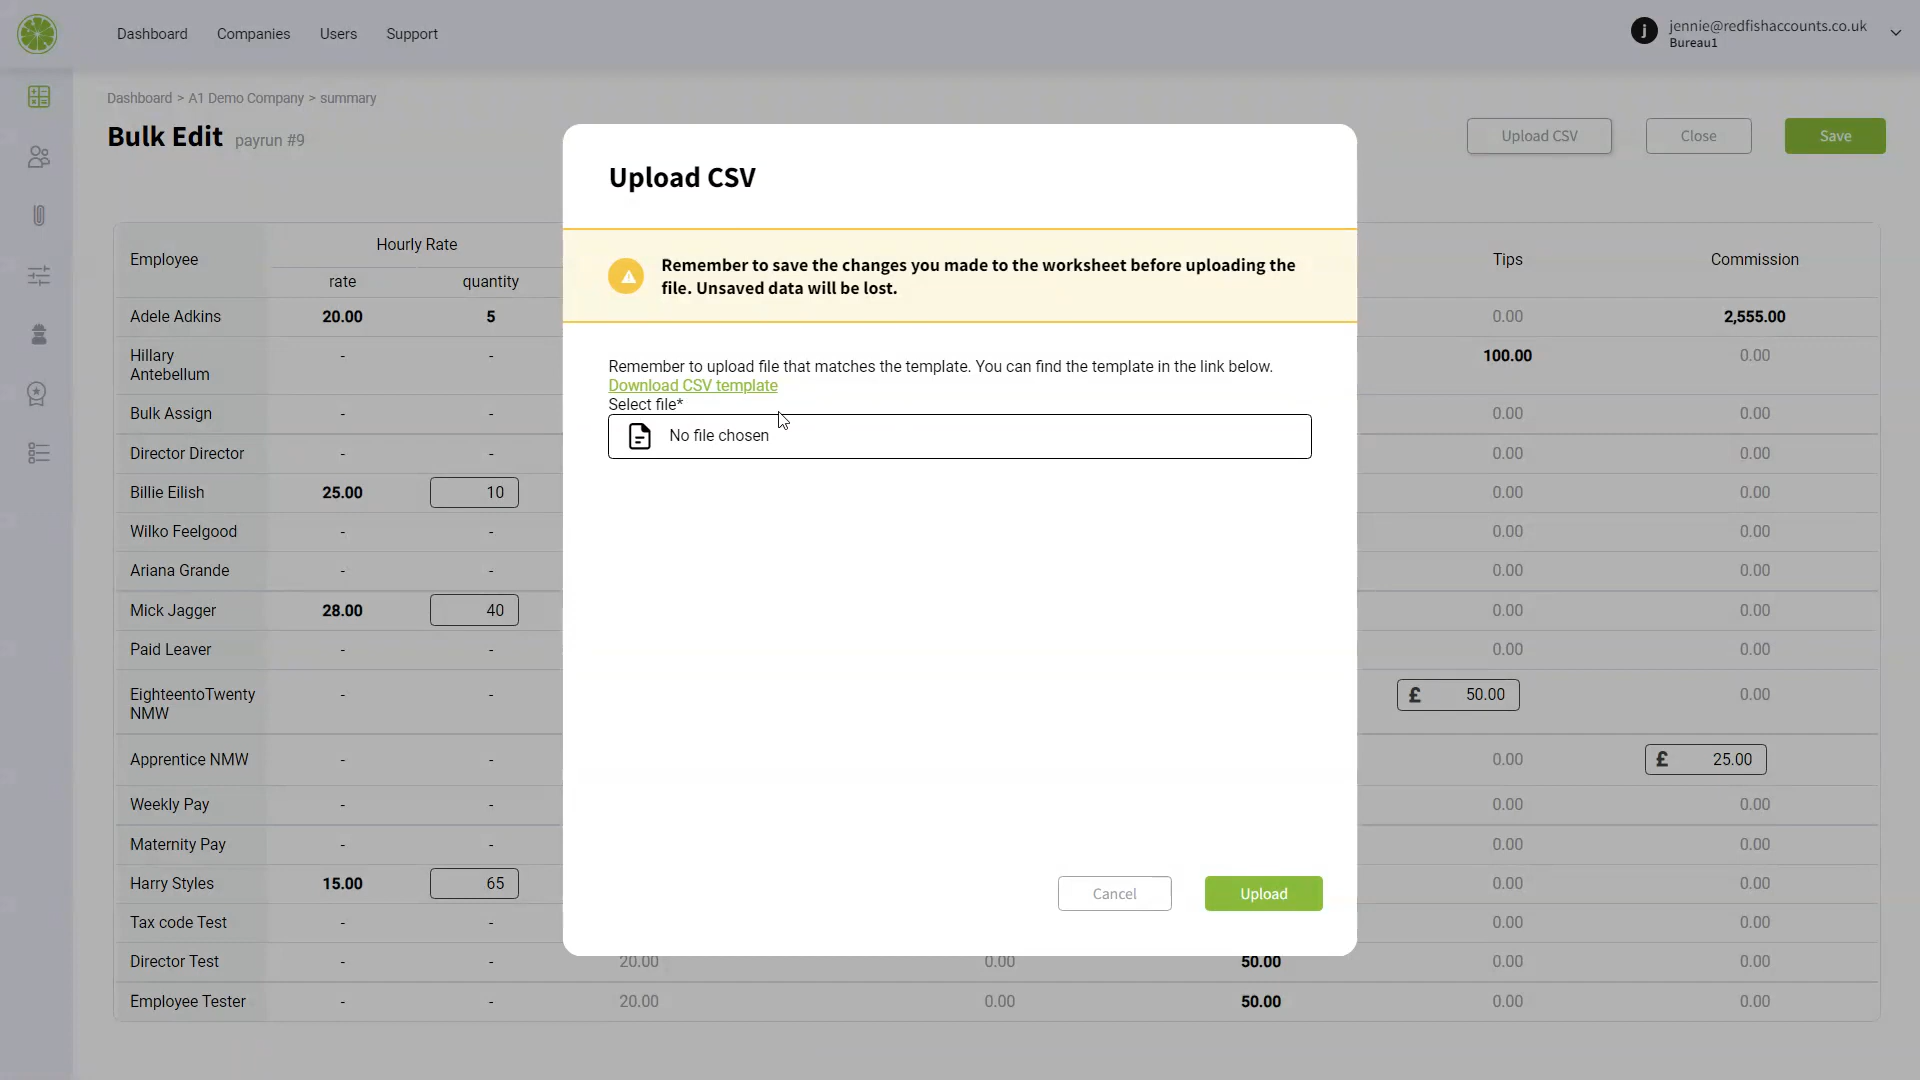 Dashboard Companies Users Support
j jennie@redfishaccounts.co.uk
Bureau1
Dashboard > A1 Demo Company > summary
Bulk Edit payrun #9
Upload CSV Close Save
Upload CSV
Remember to save the changes you made to the worksheet before uploading the
file. Unsaved data will be lost.
Remember to upload file that matches the template. You can find the template in the link below.
Download CSV template
Select file*
No file chosen
Cancel Upload
Employee Hourly Rate Tips Commission
rate quantity
Adele Adkins 20.00 5 0.00 2,555.00
Hillary
Antebellum - - 100.00 0.00
Bulk Assign - - 0.00 0.00
Director Director - - 0.00 0.00
Billie Eilish 25.00 10 0.00 0.00
Wilko Feelgood - - 0.00 0.00
Ariana Grande - - 0.00 0.00
Mick Jagger 28.00 40 0.00 0.00
Paid Leaver - - 0.00 0.00
EighteentoTwenty
NMW - - £ 50.00 0.00
Apprentice NMW - - 0.00 £ 25.00
Weekly Pay - - 0.00 0.00
Maternity Pay - - 0.00 0.00
Harry Styles 15.00 65 0.00 0.00
Tax code Test - - 0.00 0.00
Director Test - - 20.00 0.00 50.00 0.00 0.00
Employee Tester - - 20.00 0.00 50.00 0.00 0.00